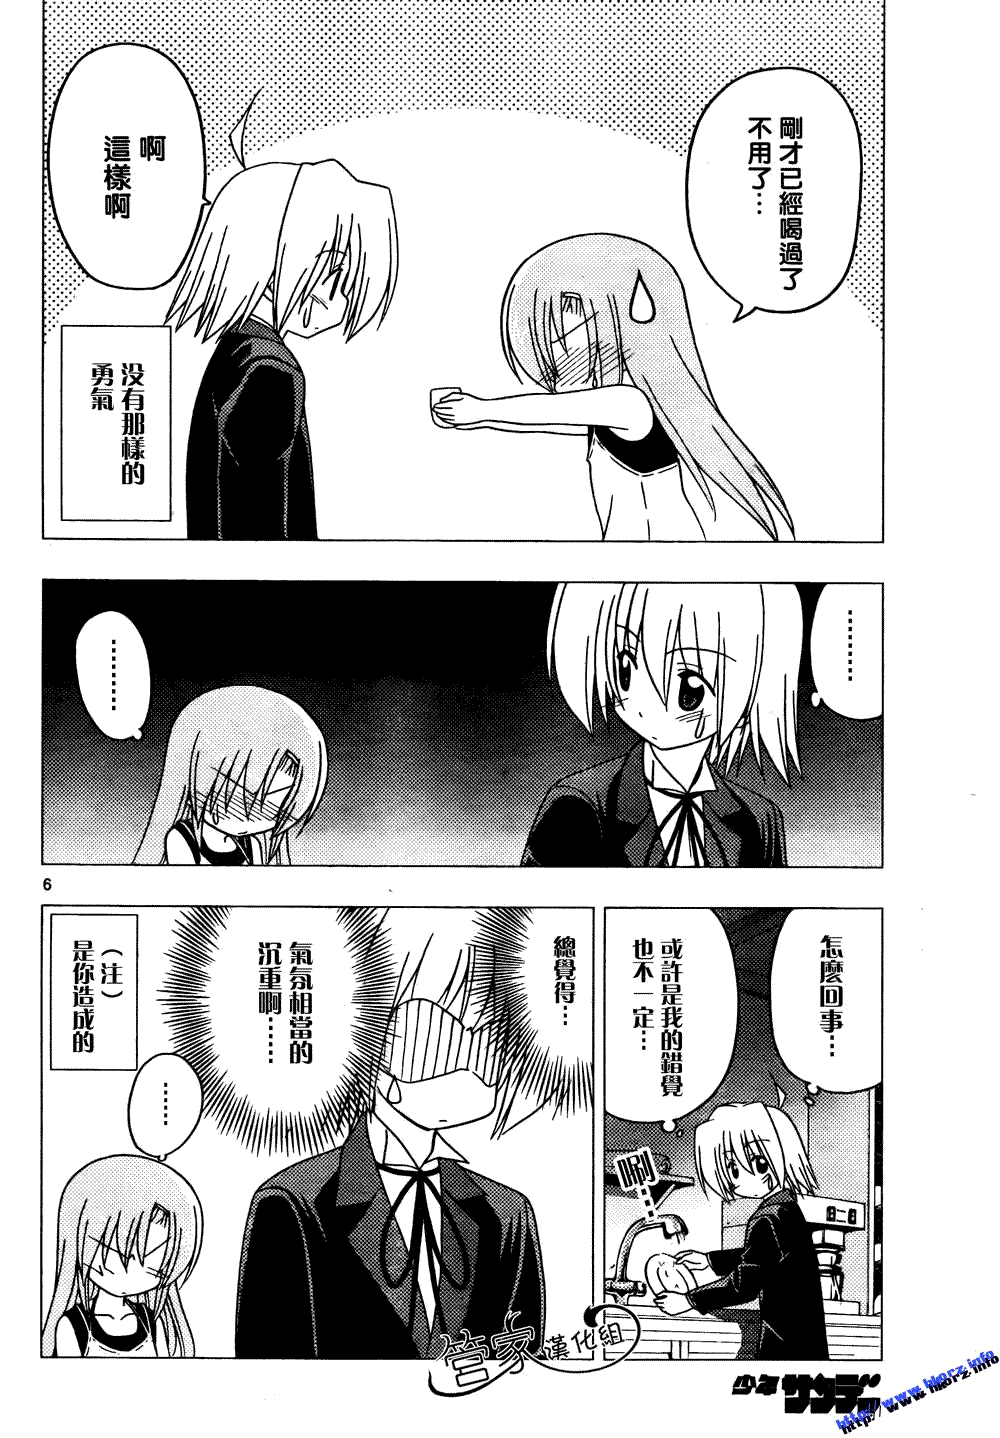 剛才已經喝過了
不用了…
啊
這樣啊
没有那樣的
勇氣
………
………
6
怎麼回事…
或許是我的錯覺
也不一定…
唰…
總覺得…
氣氛相當的
沉重啊……
（注）
是你造成的
……
管家漢化組
少年サンデー
http://www.hkorz.info